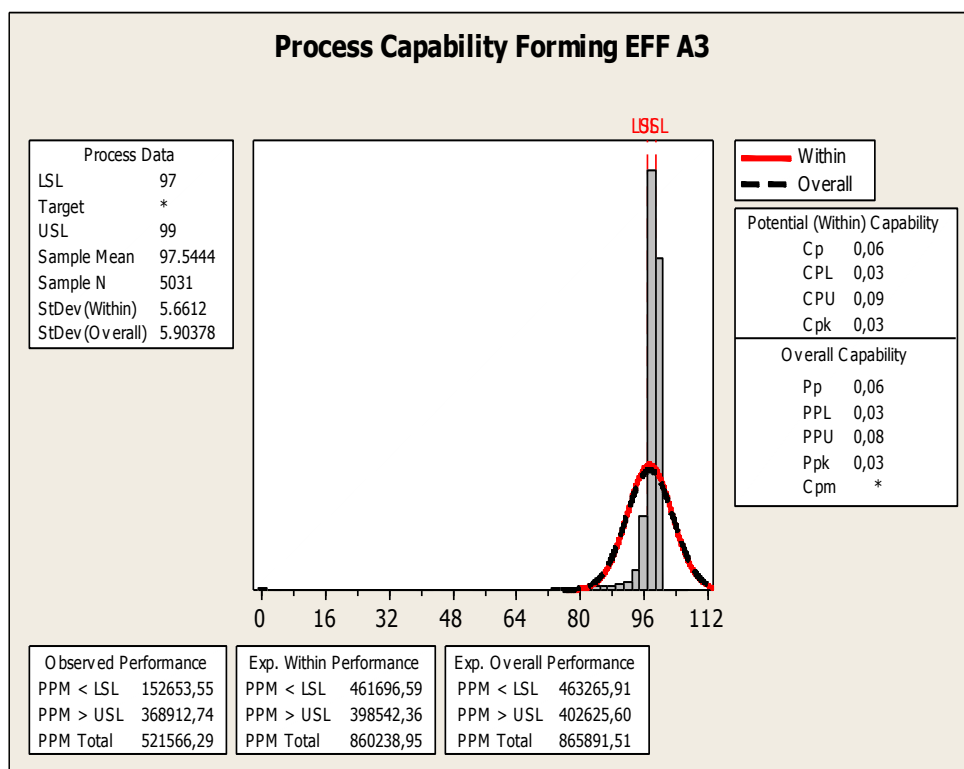 Process Capability Forming EFF A3
LSL USL
Process Data
LSL 97
Target *
USL 99
Sample Mean 97.5444
Sample N 5031
StDev(Within) 5.6612
StDev(Overall) 5.90378
Within
Overall
Potential (Within) Capability
Cp 0,06
CPL 0,03
CPU 0,09
Cpk 0,03
Overall Capability
Pp 0,06
PPL 0,03
PPU 0,08
Ppk 0,03
Cpm *
0 16 32 48 64 80 96 112
Observed Performance
PPM < LSL 152653,55
PPM > USL 368912,74
PPM Total 521566,29
Exp. Within Performance
PPM < LSL 461696,59
PPM > USL 398542,36
PPM Total 860238,95
Exp. Overall Performance
PPM < LSL 463265,91
PPM > USL 402625,60
PPM Total 865891,51